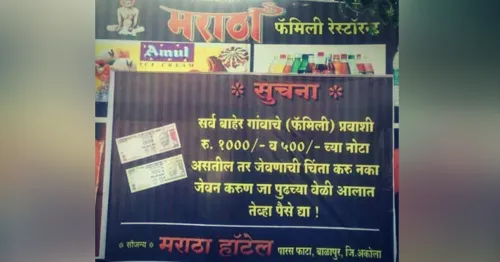 मराठा फॅमिली रेस्टॉरन्ट
Amul
ICE CREAM
* सुचना *
सर्व बाहेर गांवाचे (फॅमिली) प्रवाशी
रु. १०००/- व ५००/- च्या नोटा
असतील तर जेवणाची चिंता करु नका
जेवन करुण जा पुढच्या वेळी आलात
तेव्हा पैसे द्या !
* सौजन्य * मराठा हॉटेल पारस फाटा, बाळापुर, जि.अकोला